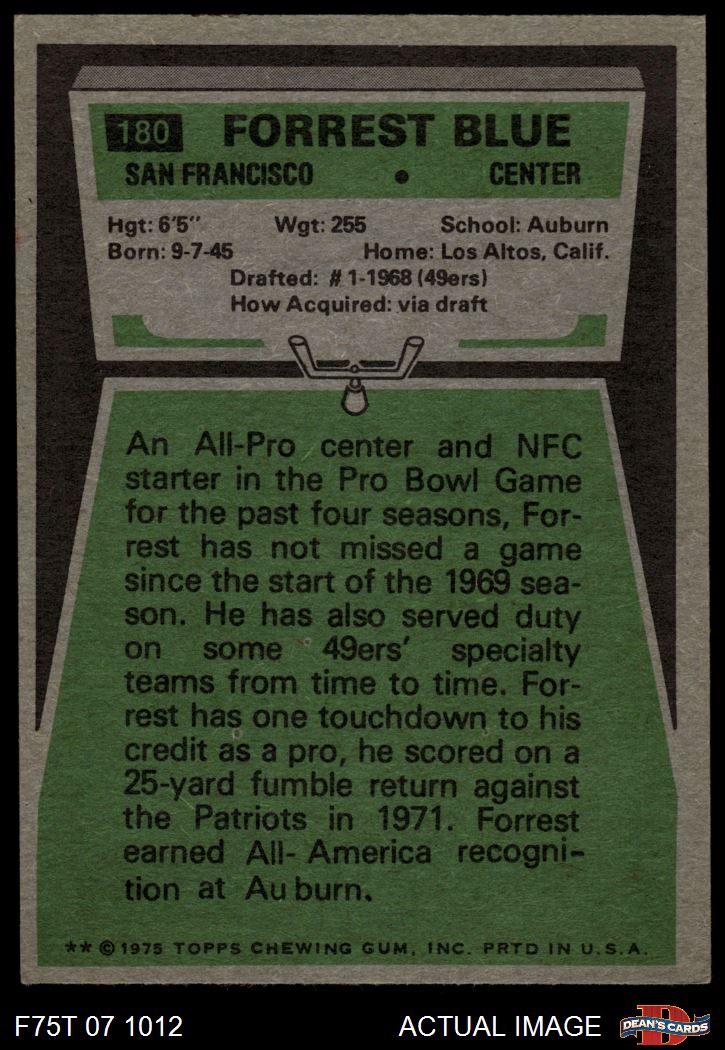 180 FORREST BLUE
SAN FRANCISCO • CENTER
Hgt: 6'5" Wgt: 255 School: Auburn
Born: 9-7-45 Home: Los Altos, Calif.
Drafted: #1-1968 (49ers)
How Acquired: via draft
An All-Pro center and NFC
starter in the Pro Bowl Game
for the past four seasons, For-
rest has not missed a game
since the start of the 1969 sea-
son. He has also served duty
on some 49ers' specialty
teams from time to time. For-
rest has one touchdown to his
credit as a pro, he scored on a
25-yard fumble return against
the Patriots in 1971. Forrest
earned All- America recogni-
tion at Au burn.
** ©1975 TOPPS CHEWING GUM, INC. PRTD IN U.S.A.
F75T 07 1012 ACTUAL IMAGE D DEAN'S CARDS